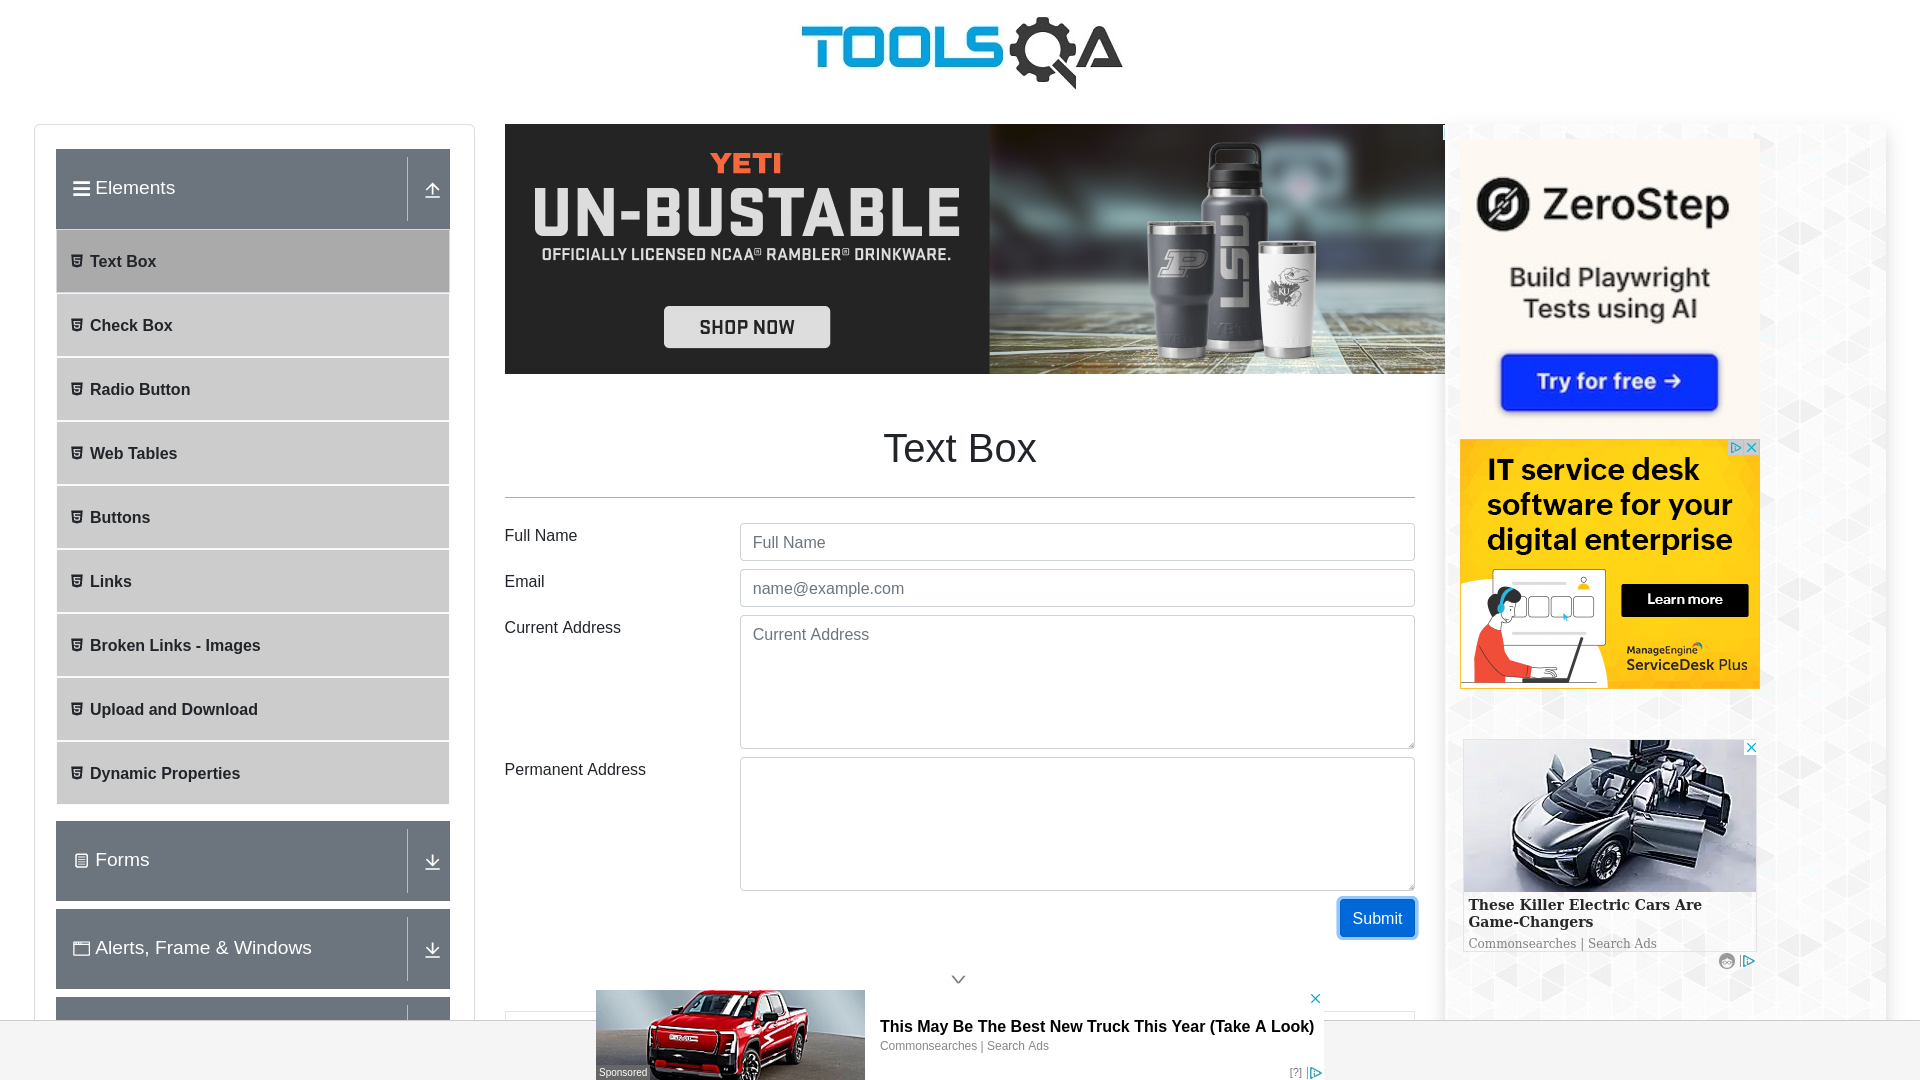 TOOLSQA
Elements
Text Box
Check Box
Radio Button
Web Tables
Buttons
Links
Broken Links - Images
Upload and Download
Dynamic Properties
Forms
Alerts, Frame & Windows
YETI
UN-BUSTABLE
OFFICIALLY LICENSED NCAA® RAMBLER® DRINKWARE.
SHOP NOW
P
LSU
YETI
KU
Text Box
Full Name
Full Name
Email
name@example.com
Current Address
Current Address
Permanent Address
Submit
ZeroStep
Build Playwright
Tests using AI
Try for free →
IT service desk
software for your
digital enterprise
Learn more
ManageEngine
ServiceDesk Plus
These Killer Electric Cars Are
Game-Changers
Commonsearches | Search Ads
GMC
Sponsored
This May Be The Best New Truck This Year (Take A Look)
Commonsearches | Search Ads
[?]